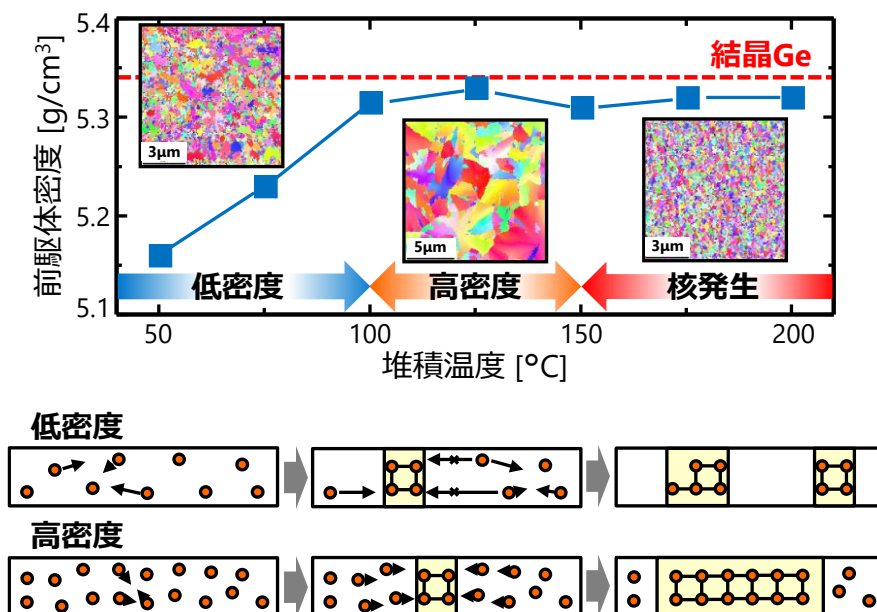 5.4
5.3
5.2
5.1
前駆体密度 [g/cm³]
結晶Ge
3μm
5μm
3μm
低密度
高密度
核発生
50
100
150
200
堆積温度 [°C]
低密度
高密度